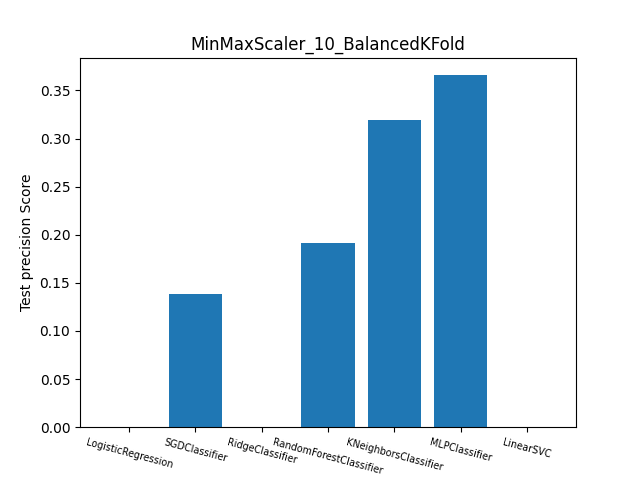 MinMaxScaler_10_BalancedKFold
Test precision Score
0.35
0.30
0.25
0.20
0.15
0.10
0.05
0.00
LogisticRegression
SGDClassifier
RidgeClassifier
RandomForestClassifier
KNeighborsClassifier
MLPClassifier
LinearSVC